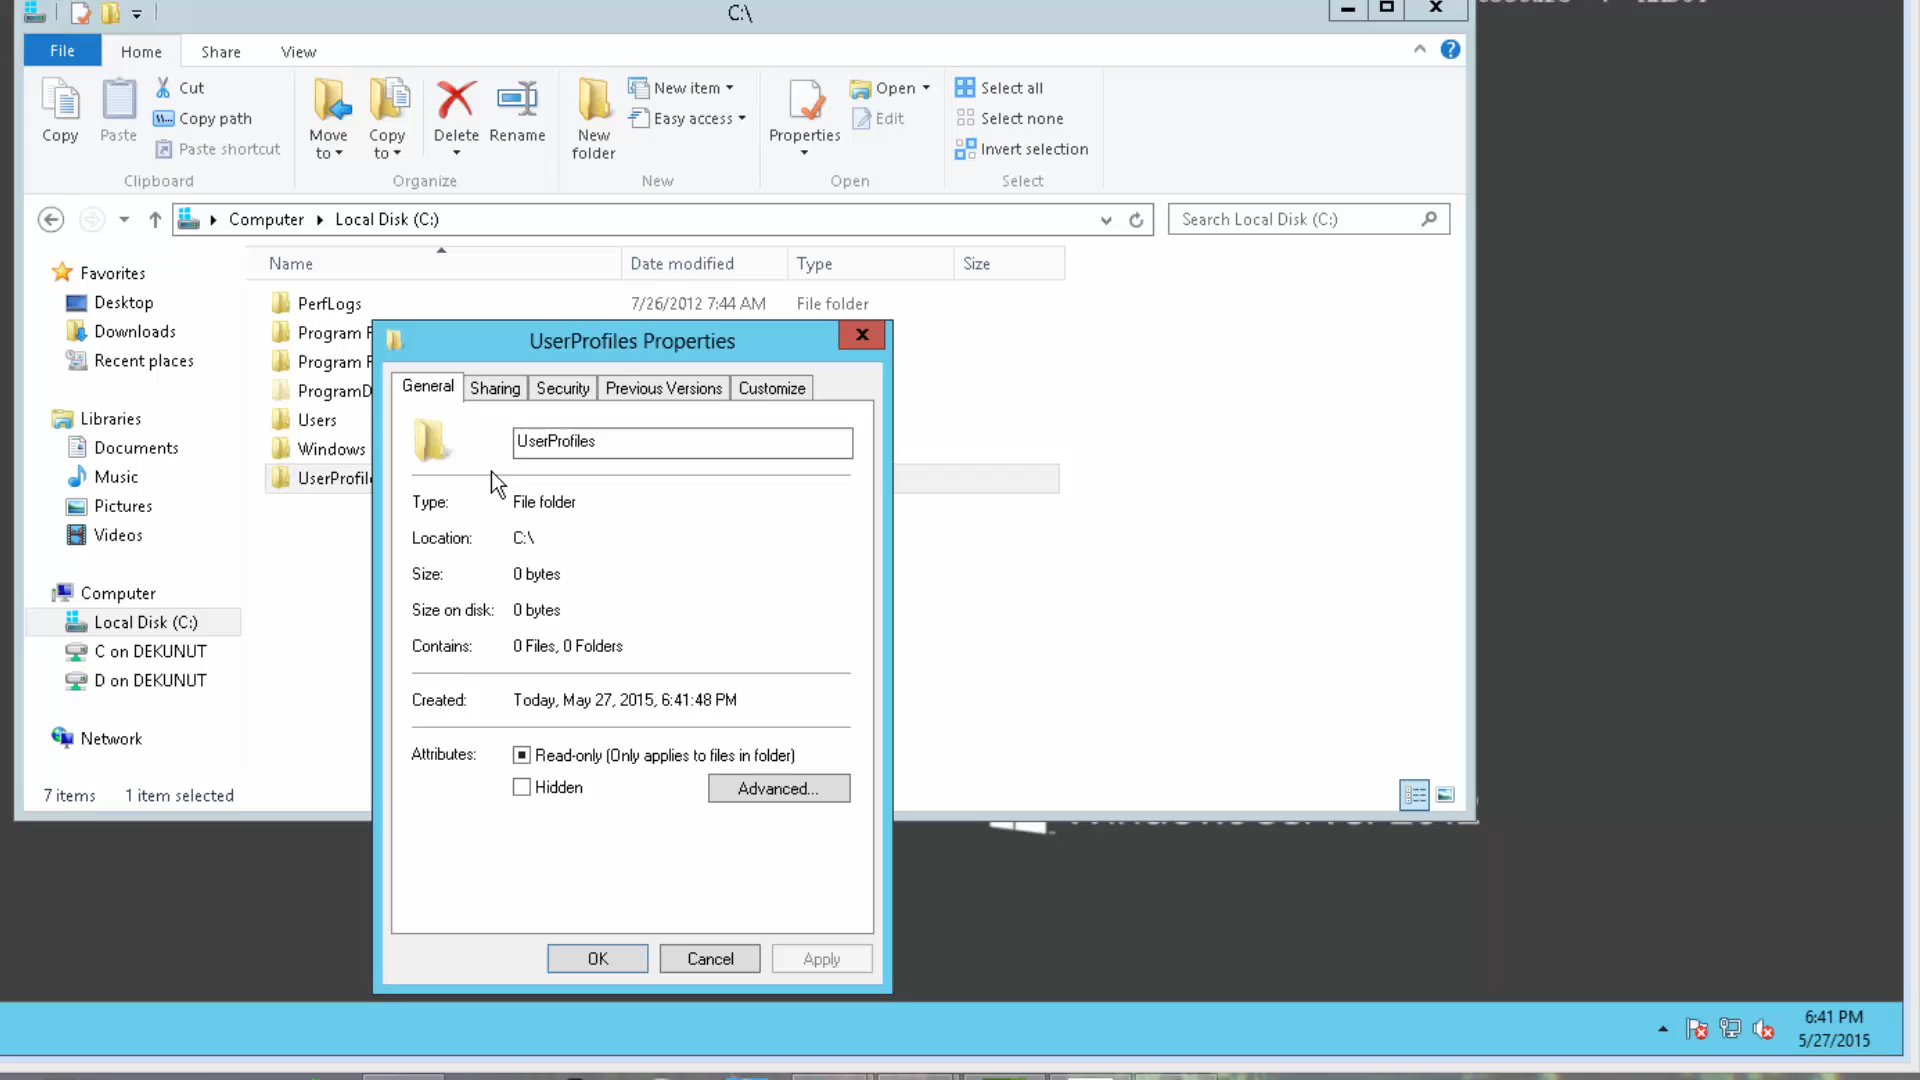 C:\
File
Home
Share
View
Copy
Paste
Cut
Copy path
Paste shortcut
Clipboard
Move to
Copy to
Delete
Rename
Organize
New folder
New item
Easy access
New
Properties
Open
Edit
Open
Select all
Select none
Invert selection
Select
Computer
Local Disk (C:)
Search Local Disk (C:)
Favorites
Desktop
Downloads
Recent places
Libraries
Documents
Music
Pictures
Videos
Computer
Local Disk (C:)
C on DEKUNUT
D on DEKUNUT
Network
Name
Date modified
Type
Size
PerfLogs
7/26/2012 7:44 AM
File folder
Program F
Program F
ProgramD
Users
Windows
UserProfile
7 items
1 item selected
UserProfiles Properties
General
Sharing
Security
Previous Versions
Customize
UserProfiles
Type:
File folder
Location:
C:\
Size:
0 bytes
Size on disk:
0 bytes
Contains:
0 Files, 0 Folders
Created:
Today, May 27, 2015, 6:41:48 PM
Attributes:
Read-only (Only applies to files in folder)
Hidden
Advanced...
OK
Cancel
Apply
6:41 PM
5/27/2015